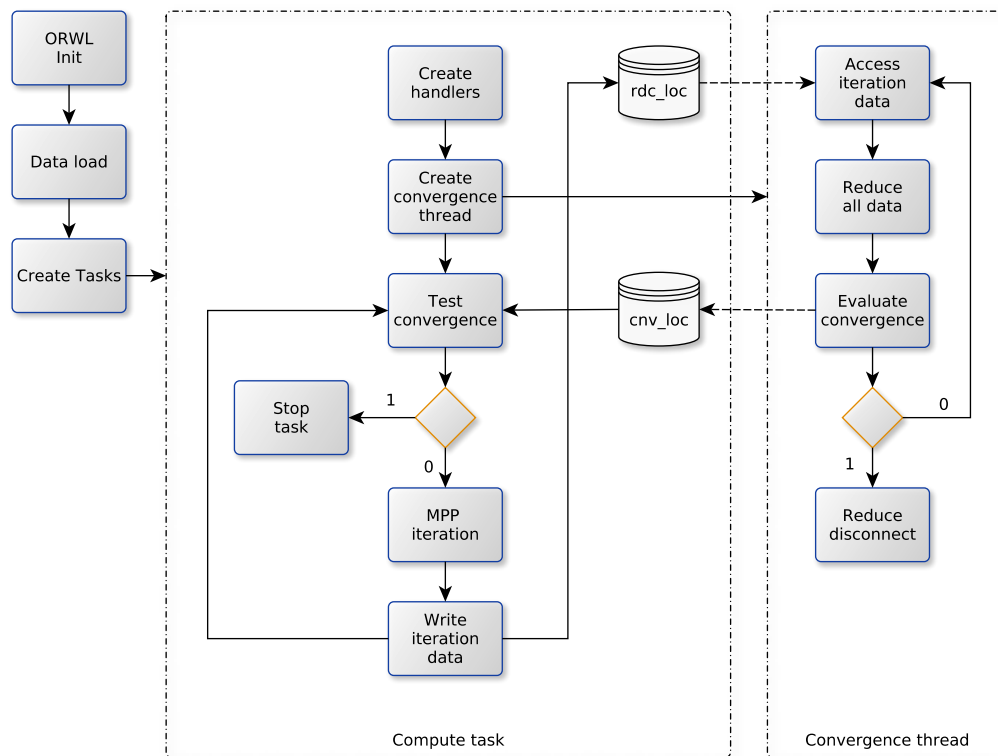 ORWL
Init
Data load
Create Tasks
Create
handlers
Create
convergence
thread
Test
convergence
1
Stop
task
0
MPP
iteration
Write
iteration
data
rdc_loc
cnv_loc
Compute task
Access
iteration
data
Reduce
all data
Evaluate
convergence
0
1
Reduce
disconnect
Convergence thread